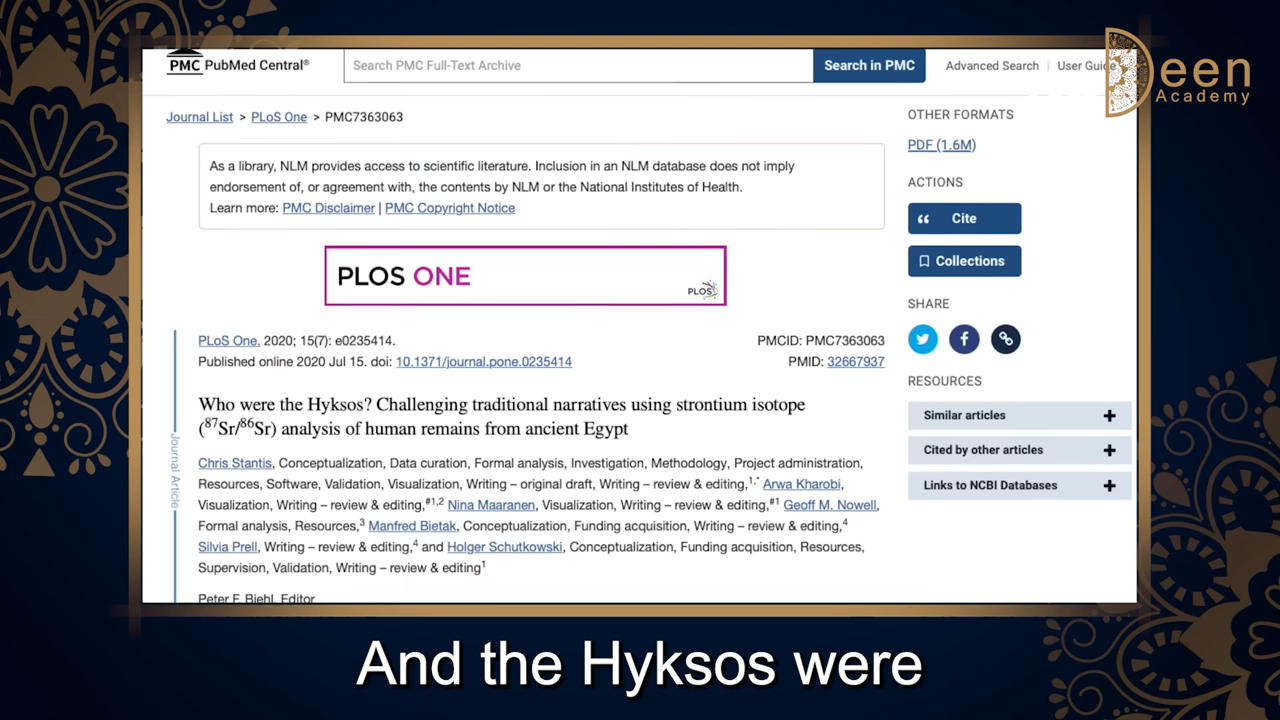 PMC PubMed Central®
Search PMC Full-Text Archive
Search in PMC
Advanced Search | User Guide
Deen
Academy
Journal List > PLoS One > PMC7363063
As a library, NLM provides access to scientific literature. Inclusion in an NLM database does not imply
endorsement of, or agreement with, the contents by NLM or the National Institutes of Health.
Learn more: PMC Disclaimer | PMC Copyright Notice
PLOS ONE
PLOS
PLoS One. 2020; 15(7): e0235414.
PMCID: PMC7363063
Published online 2020 Jul 15. doi: 10.1371/journal.pone.0235414
PMID: 32667937
Journal Article
Who were the Hyksos? Challenging traditional narratives using strontium isotope
(⁸⁷Sr/⁸⁶Sr) analysis of human remains from ancient Egypt
Chris Stantis, Conceptualization, Data curation, Formal analysis, Investigation, Methodology, Project administration,
Resources, Software, Validation, Visualization, Writing – original draft, Writing – review & editing,¹,* Arwa Kharobi,
Visualization, Writing – review & editing,#¹,² Nina Maaranen, Visualization, Writing – review & editing,#¹ Geoff M. Nowell,
Formal analysis, Resources,³ Manfred Bietak, Conceptualization, Funding acquisition, Writing – review & editing,⁴
Silvia Prell, Writing – review & editing,⁴ and Holger Schutkowski, Conceptualization, Funding acquisition, Resources,
Supervision, Validation, Writing – review & editing¹
Peter F. Biehl, Editor
OTHER FORMATS
PDF (1.6M)
ACTIONS
Cite
Collections
SHARE
RESOURCES
Similar articles
Cited by other articles
Links to NCBI Databases
And the Hyksos were